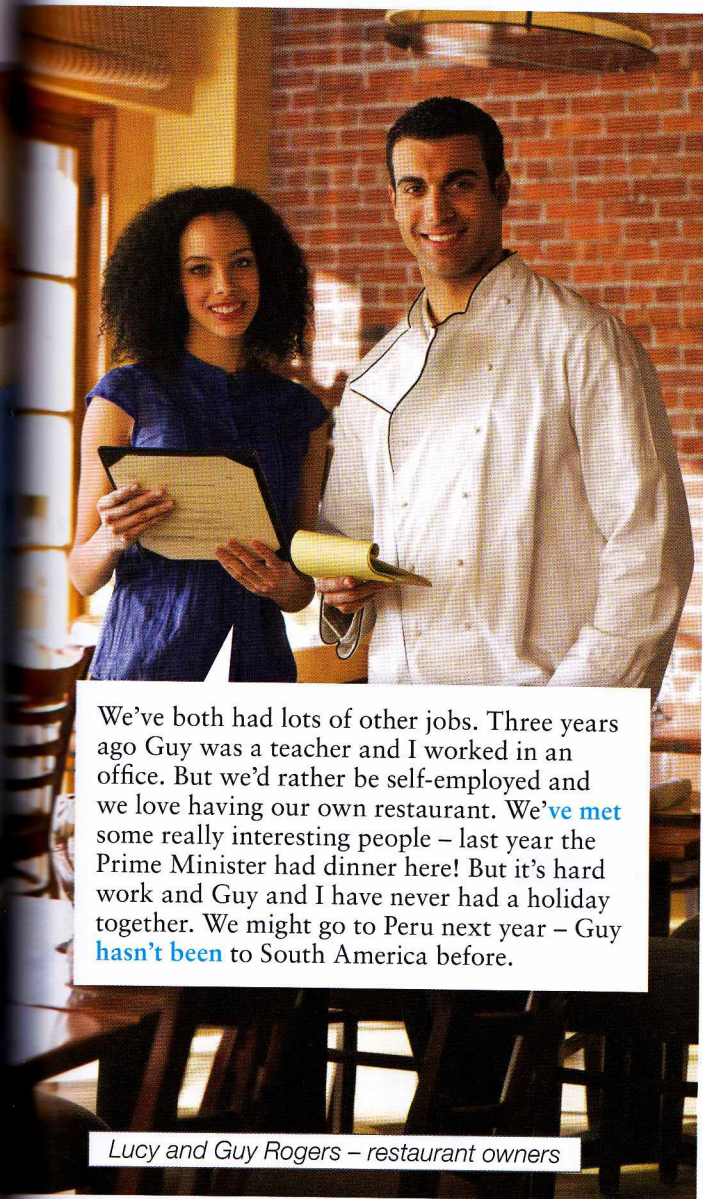 We've both had lots of other jobs. Three years
ago Guy was a teacher and I worked in an
office. But we'd rather be self-employed and
we love having our own restaurant. We've met
some really interesting people – last year the
Prime Minister had dinner here! But it's hard
work and Guy and I have never had a holiday
together. We might go to Peru next year – Guy
hasn't been to South America before.
Lucy and Guy Rogers – restaurant owners